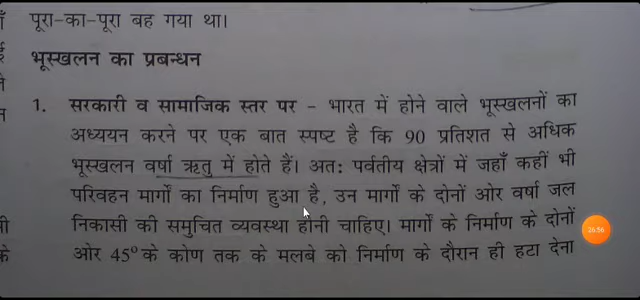 पूरा-का-पूरा बह गया था।
भूस्खलन का प्रबन्धन
1. सरकारी व सामाजिक स्तर पर - भारत में होने वाले भूस्खलनों का
अध्ययन करने पर एक बात स्पष्ट है कि 90 प्रतिशत से अधिक
भूस्खलन वर्षा ऋतु में होते हैं। अतः पर्वतीय क्षेत्रों में जहाँ कहीं भी
परिवहन मार्गों का निर्माण हुआ है, उन मार्गों के दोनों ओर वर्षा जल
निकासी की समुचित व्यवस्था होनी चाहिए। मार्गों के निर्माण के दोनों
ओर 45° के कोण तक के मलबे को निर्माण के दौरान ही हटा देना
26:56